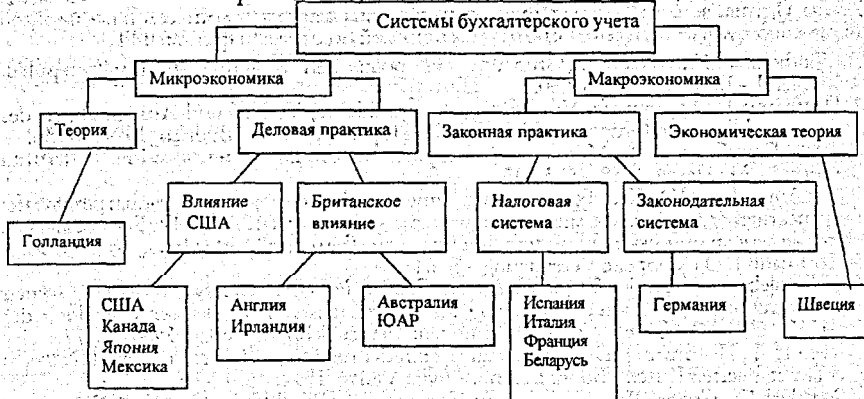 Системы бухгалтерского учета
Микроэкономика
Макроэкономика
Теория
Деловая практика
Законная практика
Экономическая теория
Влияние
США
Британское
влияние
Налоговая
система
Законодательная
система
Голландия
США
Канада
Япония
Мексика
Англия
Ирландия
Австралия
ЮАР
Испания
Италия
Франция
Беларусь
Германия
Швеция